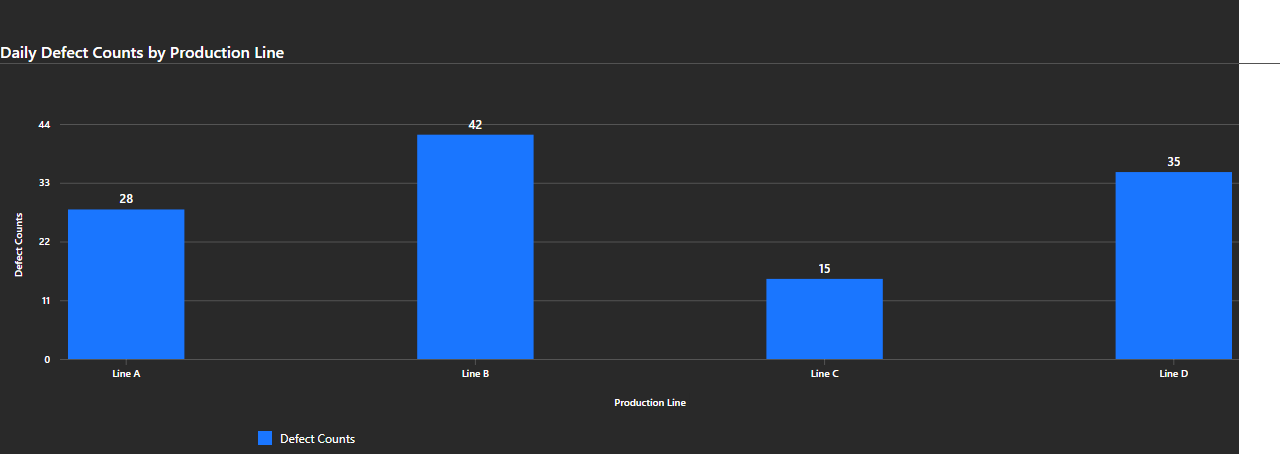 Daily Defect Counts by Production Line
44
33
22
11
0
Defect Counts
28
42
15
35
Line A
Line B
Line C
Line D
Production Line
Defect Counts